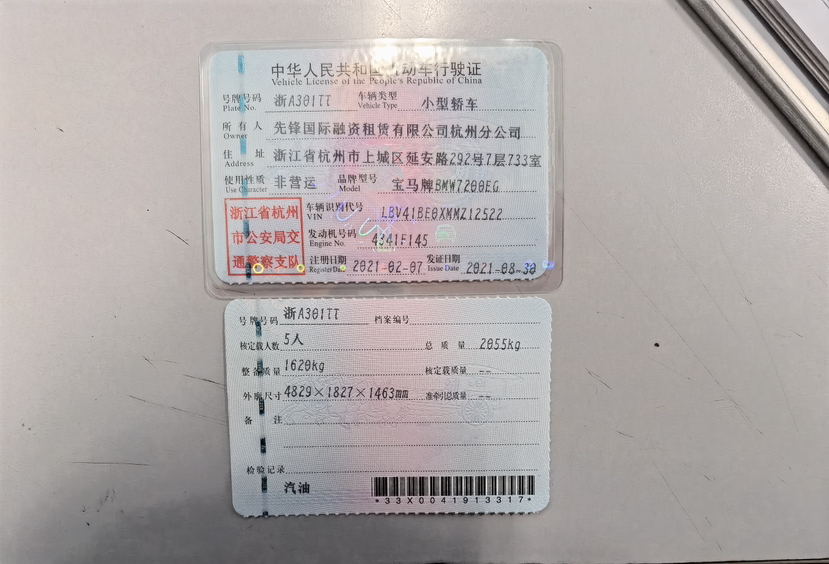 中华人民共和国机动车行驶证
Vehicle License of the People's Republic of China
号牌号码 浙A301TT 车辆类型 小型轿车
Plate No. Vehicle Type
所有人 先锋国际融资租赁有限公司杭州分公司
Owner
住址 浙江省杭州市上城区延安路292号7层733室
Address
使用性质 非营运 品牌型号 宝马牌BMW7200EG
Use Character Model
浙江省杭州
市公安局交
通警察支队
车辆识别代号 LBV41BE0XMMZ12522
VIN
发动机号码 4341F145
Engine No.
注册日期 2021-02-07 发证日期 2021-08-30
Register Date Issue Date
号牌号码 浙A301TT 档案编号
核定载人数 5人 总质量 2055kg
整备质量 1620kg 核定载质量 --
外廓尺寸 4829×1827×1463mm 准牵引总质量 --
备注
检验记录
汽油
*33X0041913317*